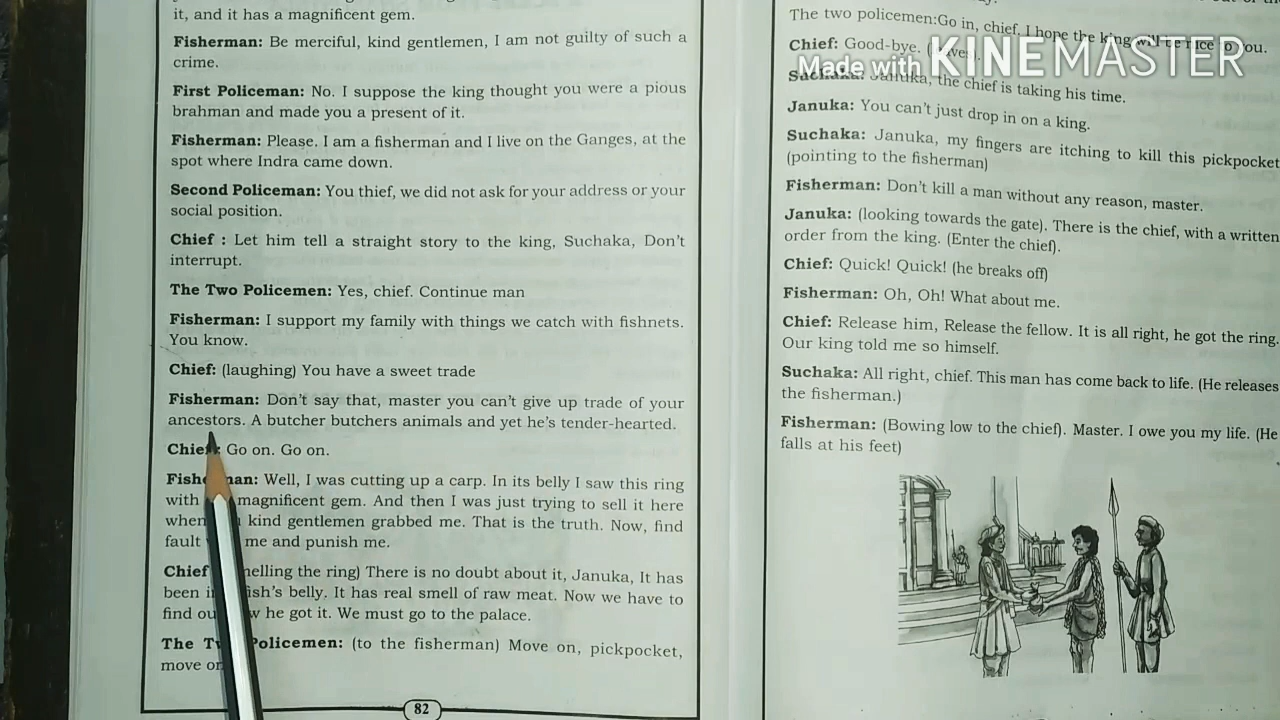 it, and it has a magnificent gem.
Fisherman: Be merciful, kind gentlemen, I am not guilty of such a
crime.
First Policeman: No. I suppose the king thought you were a pious
brahman and made you a present of it.
Fisherman: Please. I am a fisherman and I live on the Ganges, at the
spot where Indra came down.
Second Policeman: You thief, we did not ask for your address or your
social position.
Chief : Let him tell a straight story to the king, Suchaka, Don't
interrupt.
The Two Policemen: Yes, chief. Continue man
Fisherman: I support my family with things we catch with fishnets.
You know.
Chief: (laughing) You have a sweet trade
Fisherman: Don't say that, master you can't give up trade of your
ancestors. A butcher butchers animals and yet he's tender-hearted.
Chief: Go on. Go on.
Fisherman: Well, I was cutting up a carp. In its belly I saw this ring
with magnificent gem. And then I was just trying to sell it here
when kind gentlemen grabbed me. That is the truth. Now, find
fault me and punish me.
Chief the ring) There is no doubt about it, Januka, It has
been belly. It has real smell of raw meat. Now we have to
find he got it. We must go to the palace.
The Two Policemen: (to the fisherman) Move on, pickpocket,
move
82
The two policemen:Go in, chief. I hope the king will be nice to you.
Chief: Good-bye.
Made with KINEMASTER
Suchaka: Januka, the chief is taking his time.
Januka: You can't just drop in on a king.
Suchaka: Januka, my fingers are itching to kill this pickpocket
(pointing to the fisherman)
Fisherman: Don't kill a man without any reason, master.
Januka: (looking towards the gate). There is the chief, with a written
order from the king. (Enter the chief).
Chief: Quick! Quick! (he breaks off)
Fisherman: Oh, Oh! What about me.
Chief: Release him, Release the fellow. It is all right, he got the ring.
Our king told me so himself.
Suchaka: All right, chief. This man has come back to life. (He releases
the fisherman.)
Fisherman: (Bowing low to the chief). Master. I owe you my life. (He
falls at his feet)